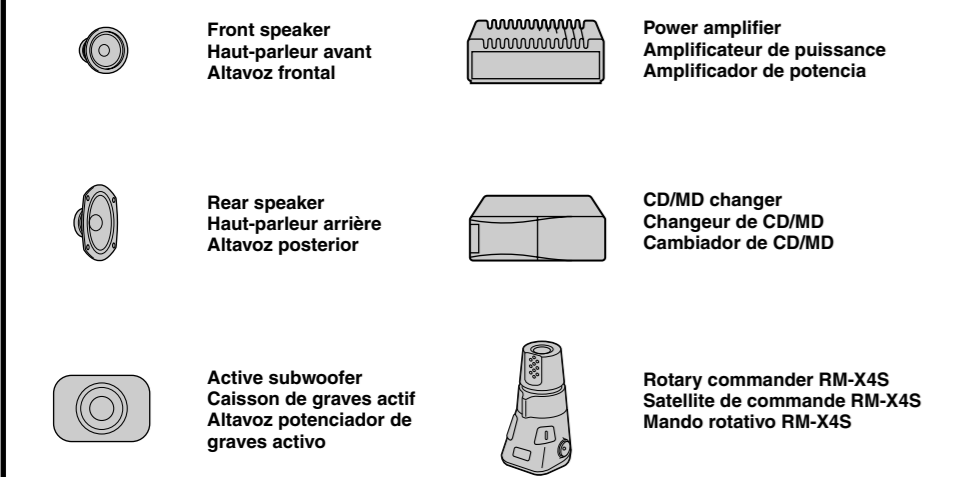 Front speaker
Haut-parleur avant
Altavoz frontal
Power amplifier
Amplificateur de puissance
Amplificador de potencia
Rear speaker
Haut-parleur arrière
Altavoz posterior
CD/MD changer
Changeur de CD/MD
Cambiador de CD/MD
Active subwoofer
Caisson de graves actif
Altavoz potenciador de
graves activo
Rotary commander RM-X4S
Satellite de commande RM-X4S
Mando rotativo RM-X4S